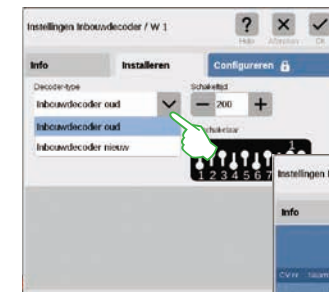 Instellingen Inbouwdecoder / W 1
Help Afbreken OK
Info Installeren Configureren
Decoder-type Schakeltijd
Inbouwdecoder oud 200
Inbouwdecoder oud
Inbouwdecoder nieuw
1
1 2 3 4 5 6 7
Instellingen
Info
CV nr